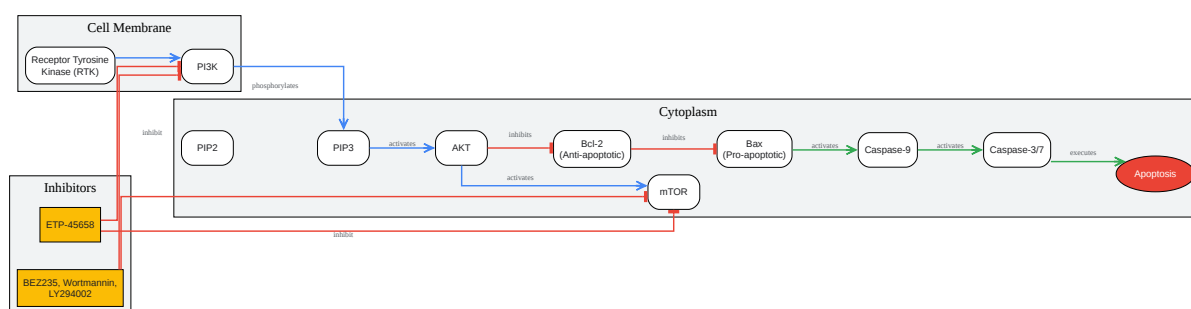 Cell Membrane
Receptor Tyrosine
Kinase (RTK)
PI3K
phosphorylates
Cytoplasm
inhibit
PIP2
PIP3
activates
AKT
inhibits
Bcl-2
(Anti-apoptotic)
inhibits
Bax
(Pro-apoptotic)
activates
Caspase-9
activates
Caspase-3/7
executes
Apoptosis
activates
mTOR
Inhibitors
ETP-45658
inhibit
BEZ235, Wortmannin,
LY294002